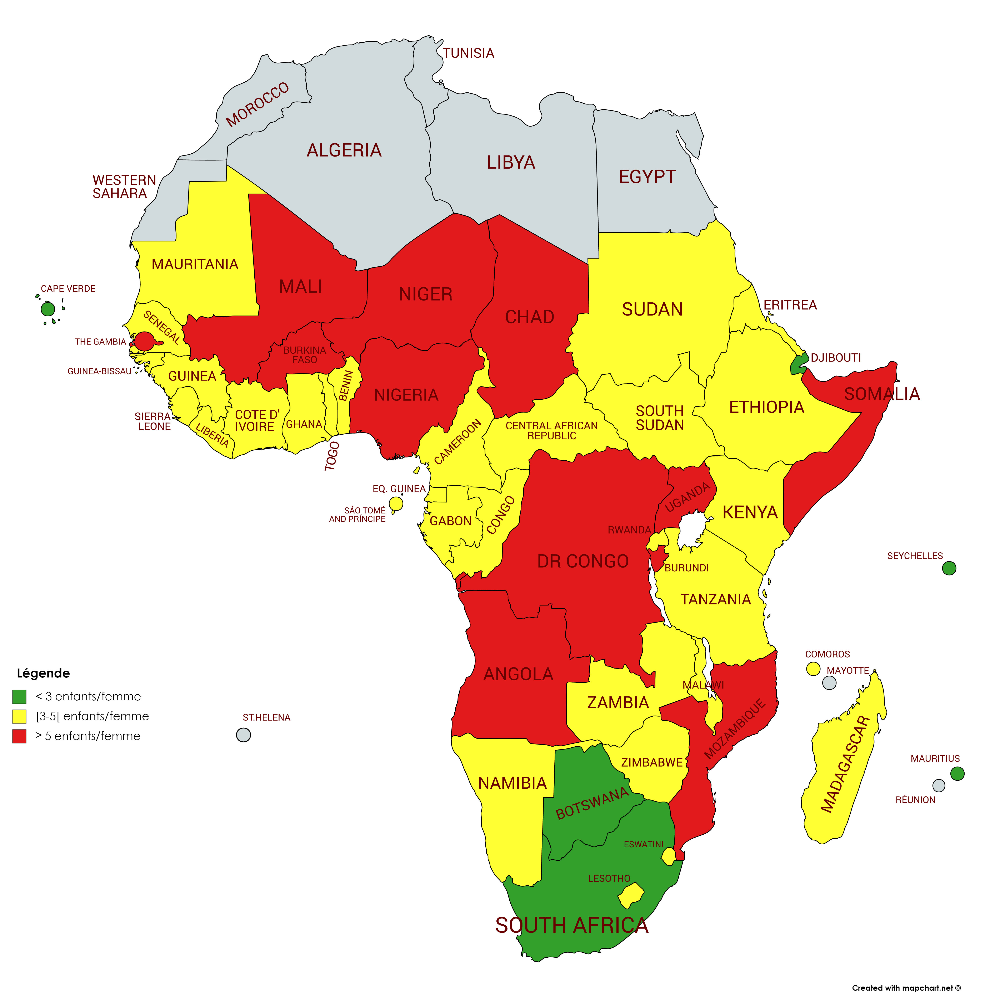 TUNISIA
MOROCCO
ALGERIA
LIBYA
EGYPT
WESTERN
SAHARA
MAURITANIA
MALI
NIGER
CHAD
SUDAN
ERITREA
CAPE VERDE
SENEGAL
THE GAMBIA
GUINEA-BISSAU
GUINEA
BURKINA
FASO
BENIN
NIGERIA
DJIBOUTI
SOMALIA
ETHIOPIA
SOUTH
SUDAN
SIERRA
LEONE
LIBERIA
COTE D'
IVOIRE
GHANA
TOGO
CAMEROON
CENTRAL AFRICAN
REPUBLIC
EQ. GUINEA
SÃO TOMÉ
AND PRÍNCIPE
GABON
CONGO
UGANDA
KENYA
RWANDA
DR CONGO
BURUNDI
SEYCHELLES
TANZANIA
COMOROS
MAYOTTE
ANGOLA
MALAWI
ZAMBIA
MOZAMBIQUE
MADAGASCAR
Légende
< 3 enfants/femme
[3-5[ enfants/femme
≥ 5 enfants/femme
ST.HELENA
ZIMBABWE
NAMIBIA
BOTSWANA
MAURITIUS
RÉUNION
ESWATINI
LESOTHO
SOUTH AFRICA
Created with mapchart.net ©